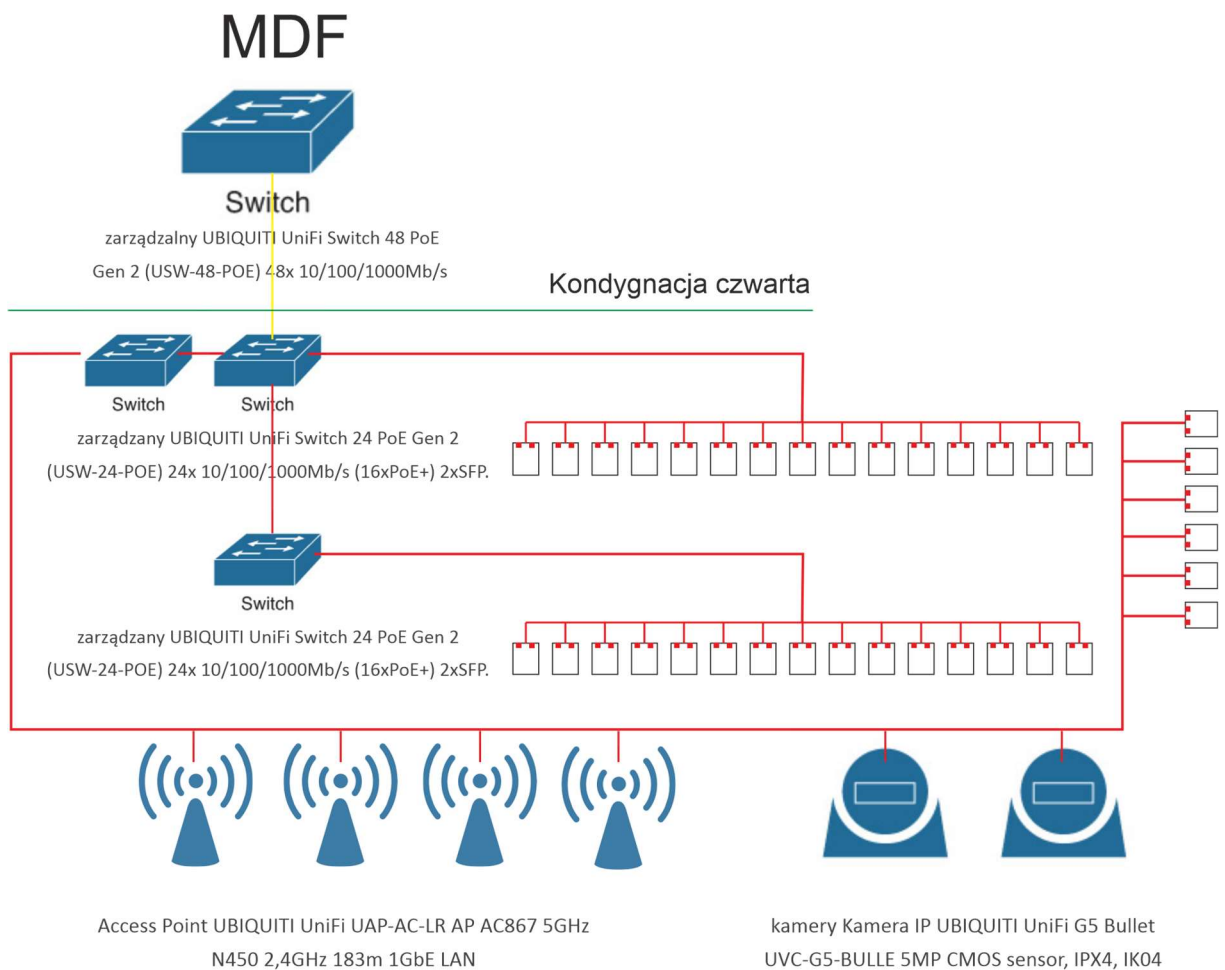 MDF
Switch
zarządzalny UBIQUITI UniFi Switch 48 PoE
Gen 2 (USW-48-POE) 48x 10/100/1000Mb/s
Kondygnacja czwarta
Switch
Switch
zarządzany UBIQUITI UniFi Switch 24 PoE Gen 2
(USW-24-POE) 24x 10/100/1000Mb/s (16xPoE+) 2xSFP.
Switch
zarządzany UBIQUITI UniFi Switch 24 PoE Gen 2
(USW-24-POE) 24x 10/100/1000Mb/s (16xPoE+) 2xSFP.
Access Point UBIQUITI UniFi UAP-AC-LR AP AC867 5GHz
N450 2,4GHz 183m 1GbE LAN
kamery Kamera IP UBIQUITI UniFi G5 Bullet
UVC-G5-BULLE 5MP CMOS sensor, IPX4, IK04